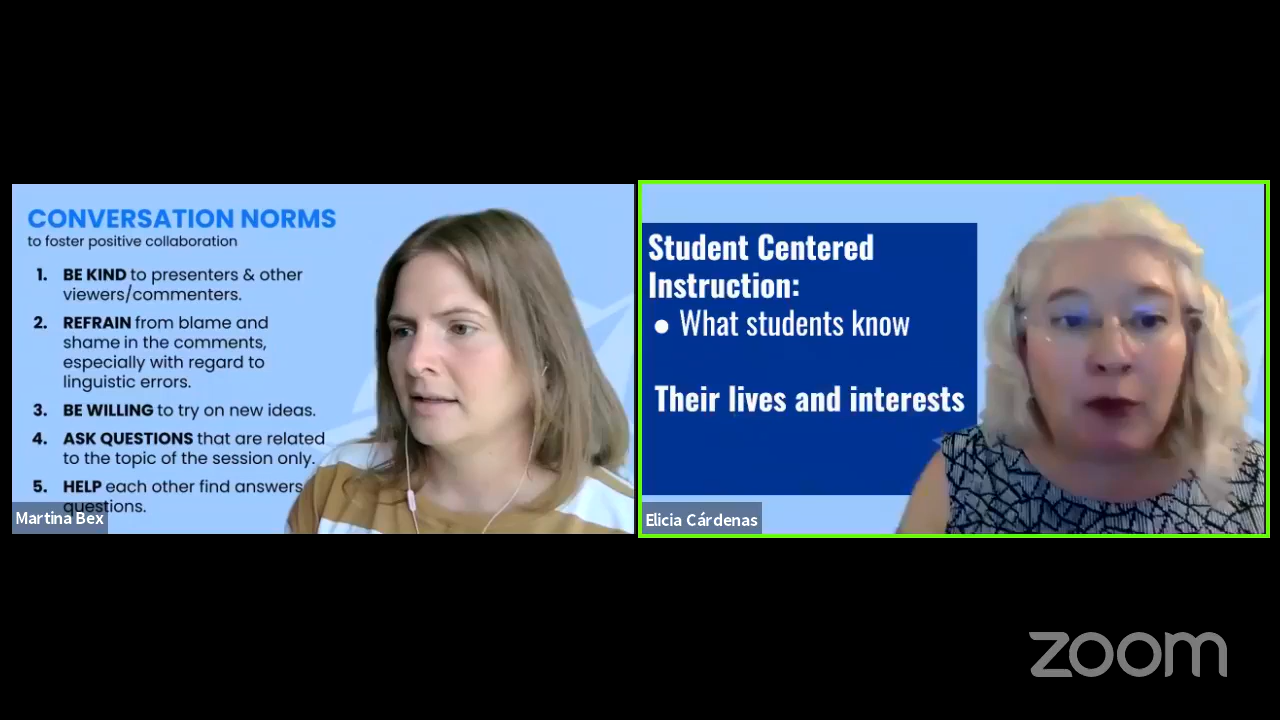 CONVERSATION NORMS
to foster positive collaboration
1. BE KIND to presenters & other
viewers/commenters.
2. REFRAIN from blame and
shame in the comments,
especially with regard to
linguistic errors.
3. BE WILLING to try on new ideas.
4. ASK QUESTIONS that are related
to the topic of the session only.
5. HELP each other find answers
questions.
Martina Bex
Student Centered
Instruction:
● What students know
Their lives and interests
Elicia Cárdenas
zoom